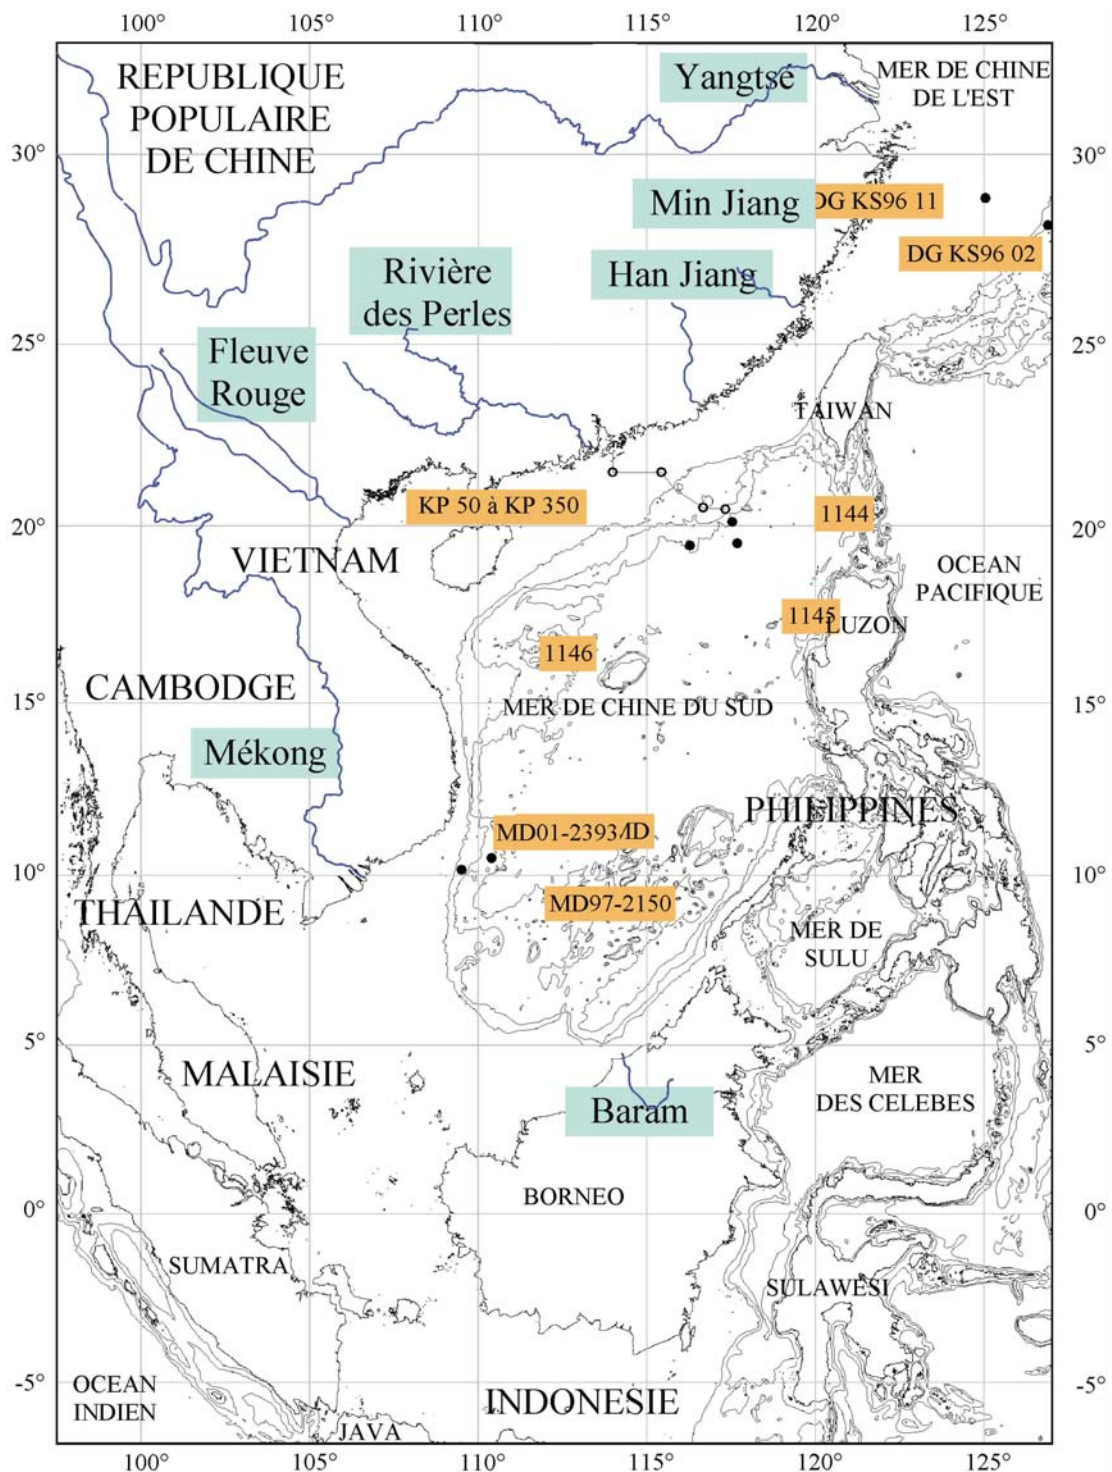 100° 105° 110° 115° 120° 125°
REPUBLIQUE
POPULAIRE
DE CHINE
Yangtse
MER DE CHINE
DE L'EST
30° 30°
Min Jiang
DG KS96 11
DG KS96 02
Rivière
des Perles
Han Jiang
25° 25°
Fleuve
Rouge
TAIWAN
KP 50 à KP 350
1144
20° 20°
VIETNAM
OCEAN
PACIFIQUE
1145
LUZON
1146
CAMBODGE
MER DE CHINE DU SUD
15° 15°
Mékong
PHILIPPINES
MD01-2393
MD97-2150
10° 10°
THAILANDE
MER DE
SULU
5° 5°
MALAISIE
MER
DES CELEBES
Baram
BORNEO
0° 0°
SUMATRA
SULAWESI
-5° -5°
OCEAN
INDIEN
INDONESIE
JAVA
100° 105° 110° 115° 120° 125°